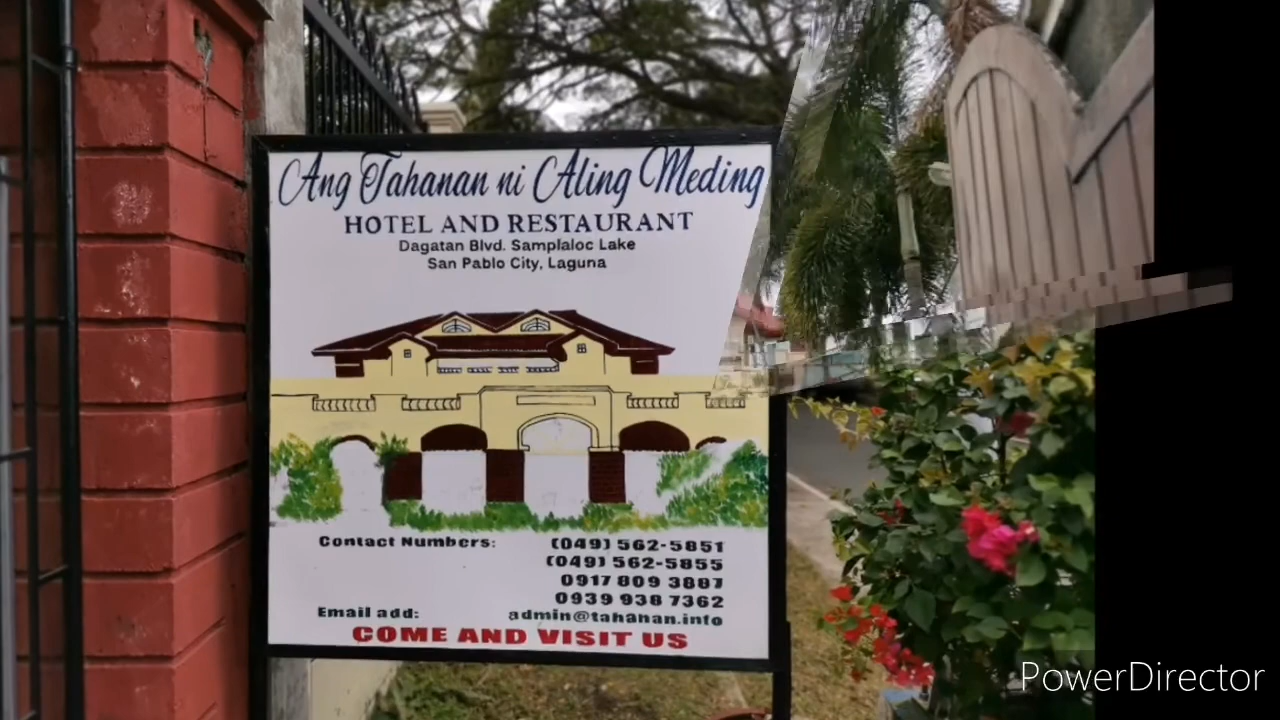 Ang Tahanan ni Aling Meding
HOTEL AND RESTAURANT
Dagatan Blvd. Samplaloc Lake
San Pablo City, Laguna
Contact Numbers: (049) 562-5851
(049) 562-5855
0917 809 3887
0939 938 7362
Email add: admin@tahahan.info
COME AND VISIT US
PowerDirector